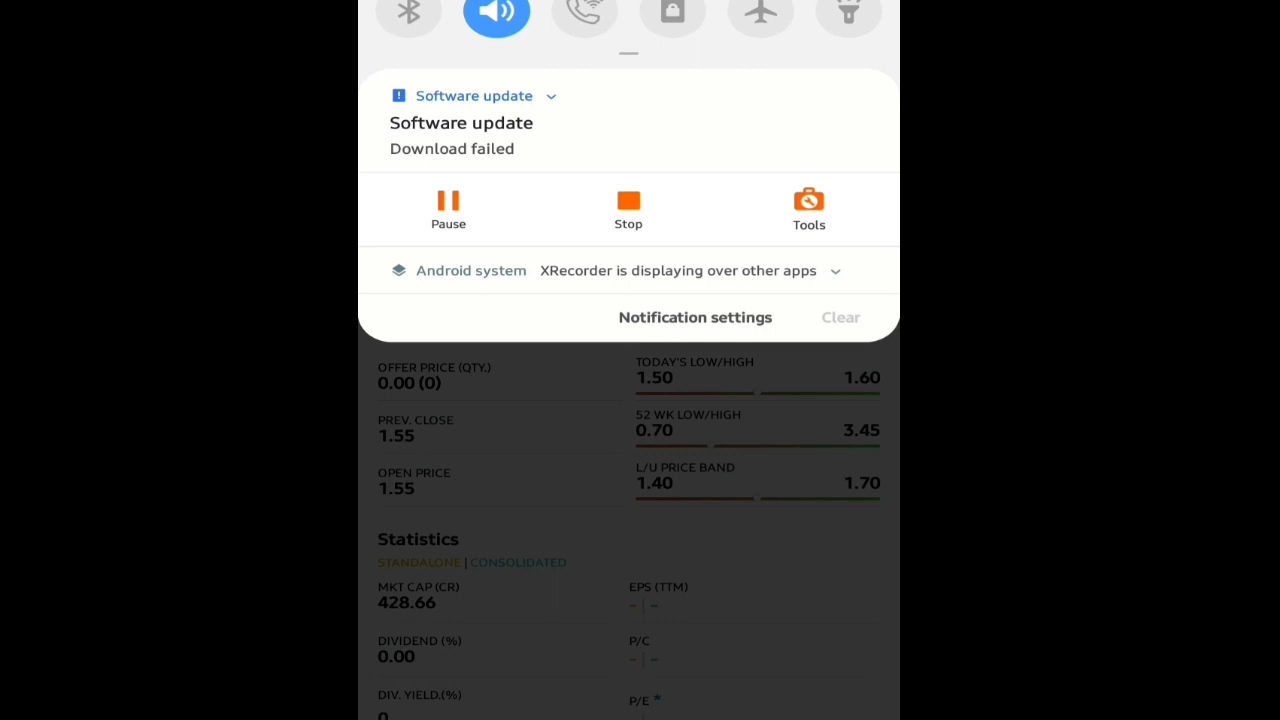 Software update
Software update
Download failed
Pause Stop Tools
Android system XRecorder is displaying over other apps
Notification settings Clear
OFFER PRICE (QTY.) TODAY'S LOW/HIGH
0.00 (0) 1.50 1.60
PREV. CLOSE 52 WK LOW/HIGH
1.55 0.70 3.45
OPEN PRICE L/U PRICE BAND
1.55 1.40 1.70
Statistics
STANDALONE | CONSOLIDATED
MKT CAP (CR) EPS (TTM)
428.66 - | -
DIVIDEND (%) P/C
0.00 - | -
DIV. YIELD.(%) P/E *
0